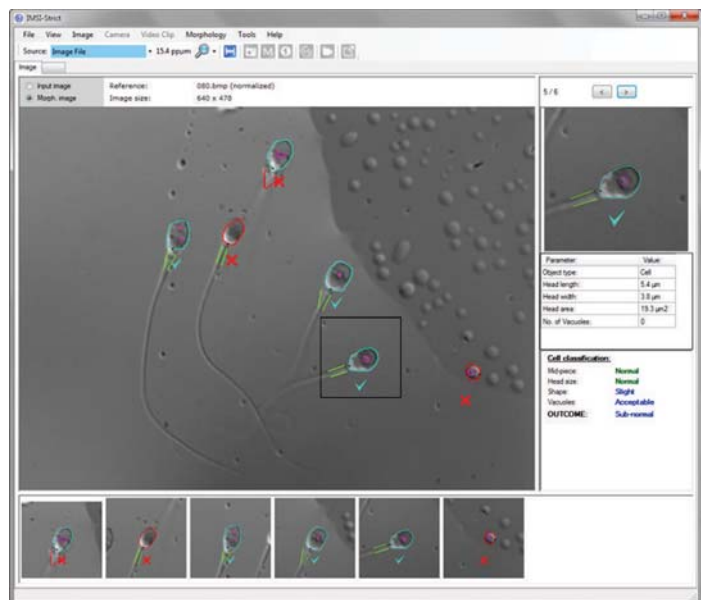 IMSI-Strict
File View Image Camera Video Clip Morphology Tools Help
Source: Image File 15.4 ppum
Image
Input image
Morph. image
Reference: 080.bmp (normalized)
Image size: 640 x 478
5 / 6
Parameter: Value:
Object type: Cell
Head length: 5.4 µm
Head width: 3.8 µm
Head area: 19.3 µm2
No. of Vacuoles: 0
Cell classification:
Mid-piece: Normal
Head size: Normal
Shape: Slight
Vacuoles: Acceptable
OUTCOME: Sub-normal